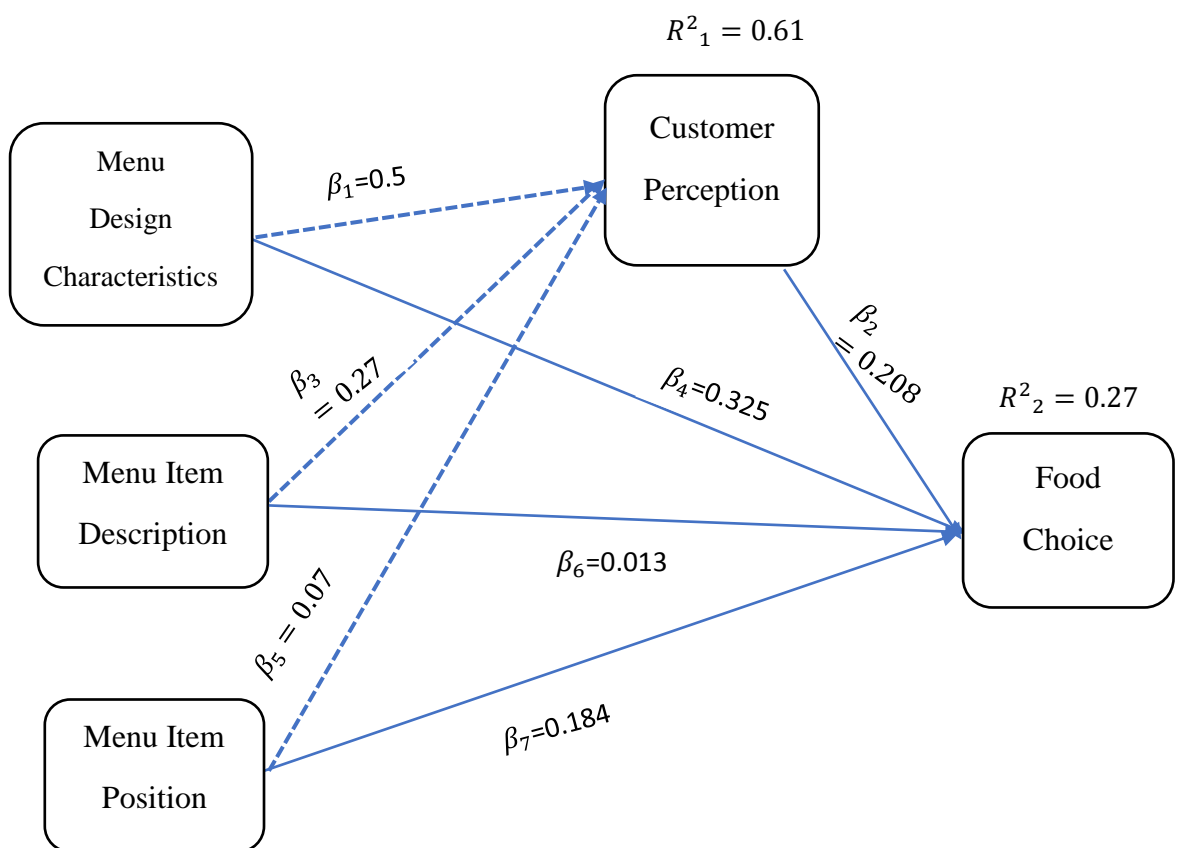 R²₁ = 0.61
Customer
Perception
Menu
Design
Characteristics
β₁=0.5
β₂
= 0.208
β₃
= 0.27
β₄=0.325
R²₂ = 0.27
Menu Item
Description
Food
Choice
β₆=0.013
β₅ = 0.07
Menu Item
Position
β₇=0.184